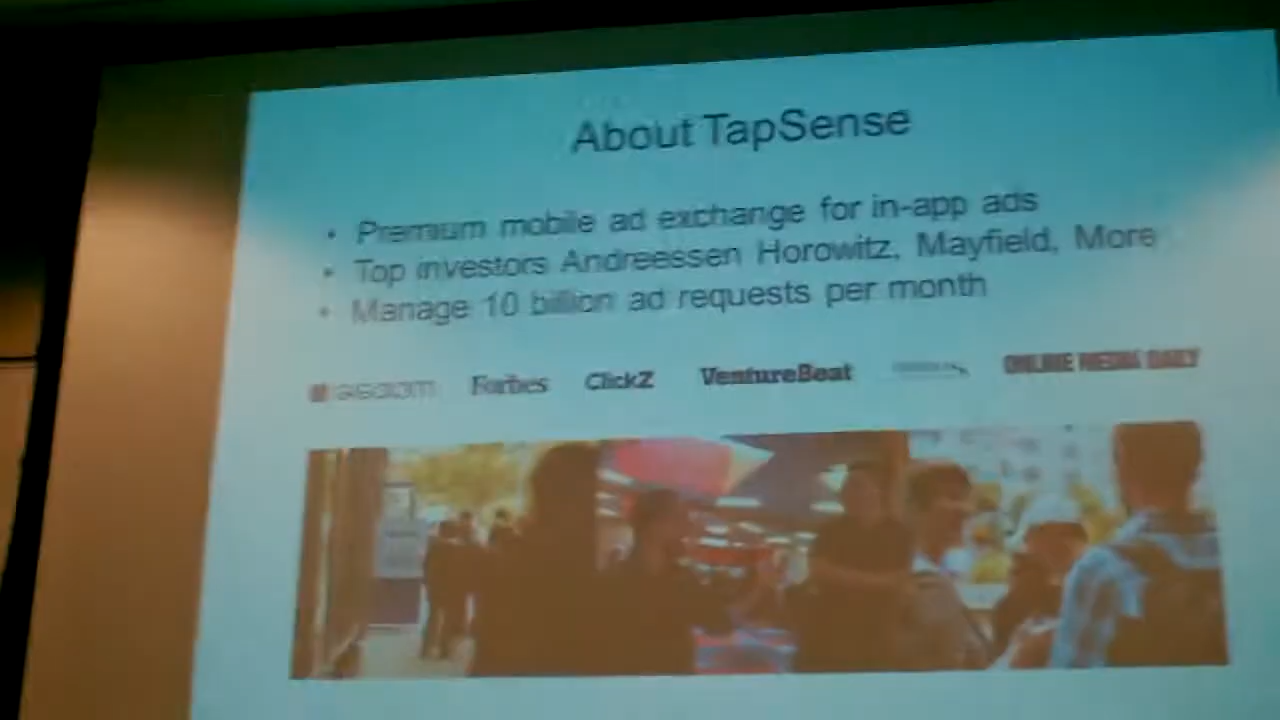 About TapSense
• Premium mobile ad exchange for in-app ads
• Top investors Andreessen Horowitz, Mayfield, More
• Manage 10 billion ad requests per month
GIGAOM Forbes ClickZ VentureBeat ONLINE MEDIA DAILY